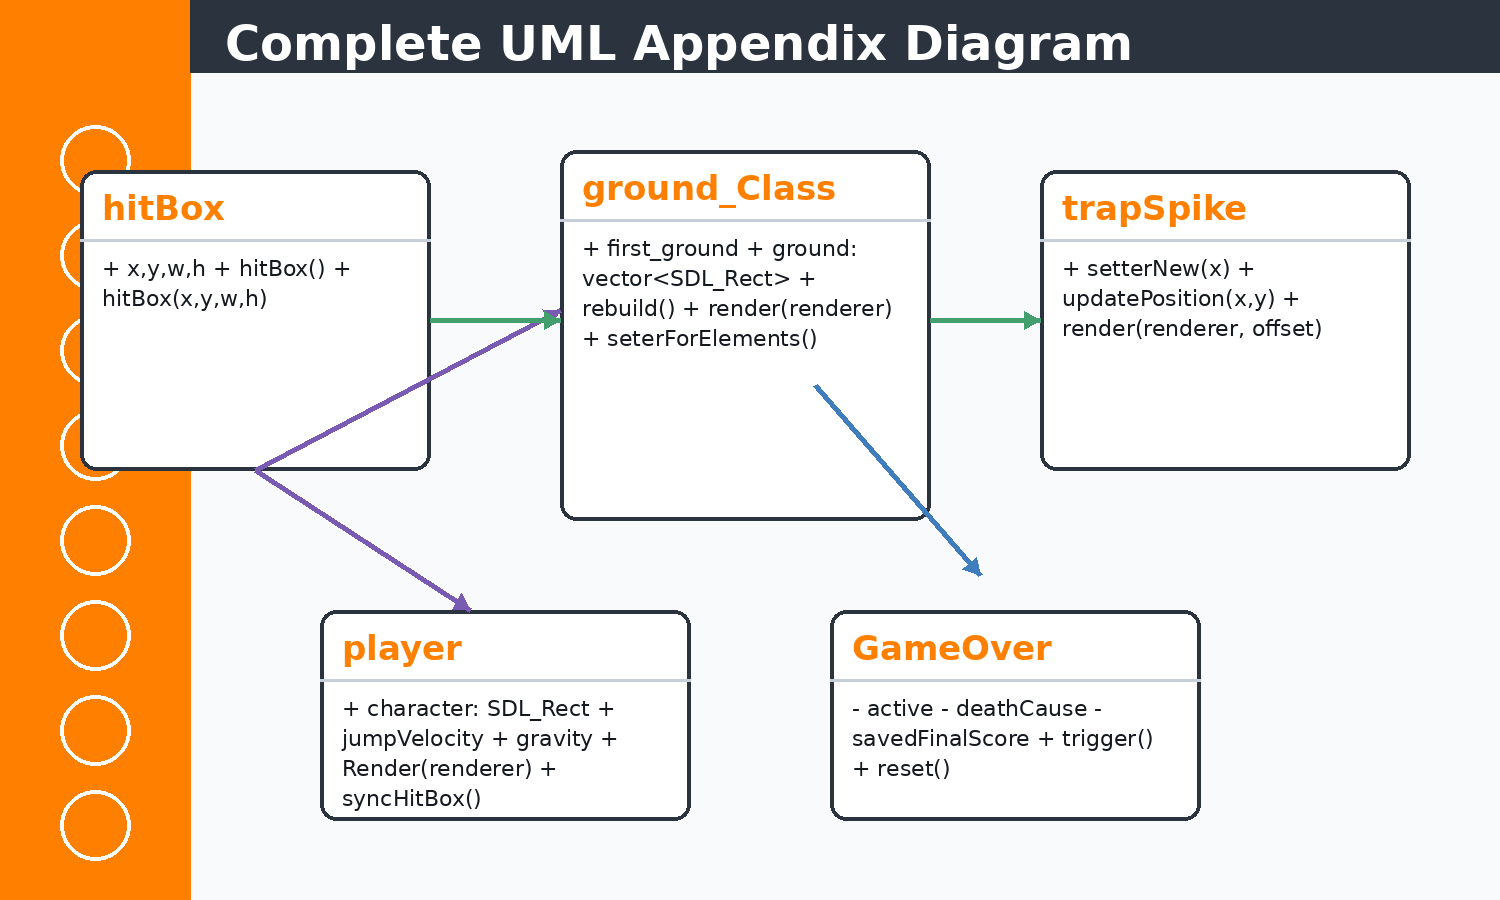 Complete UML Appendix Diagram
hitBox
+ x,y,w,h + hitBox() +
hitBox(x,y,w,h)
ground_Class
+ first_ground + ground:
vector<SDL_Rect> +
rebuild() + render(renderer)
+ seterForElements()
trapSpike
+ setterNew(x) +
updatePosition(x,y) +
render(renderer, offset)
player
+ character: SDL_Rect +
jumpVelocity + gravity +
Render(renderer) +
syncHitBox()
GameOver
- active - deathCause -
savedFinalScore + trigger()
+ reset()